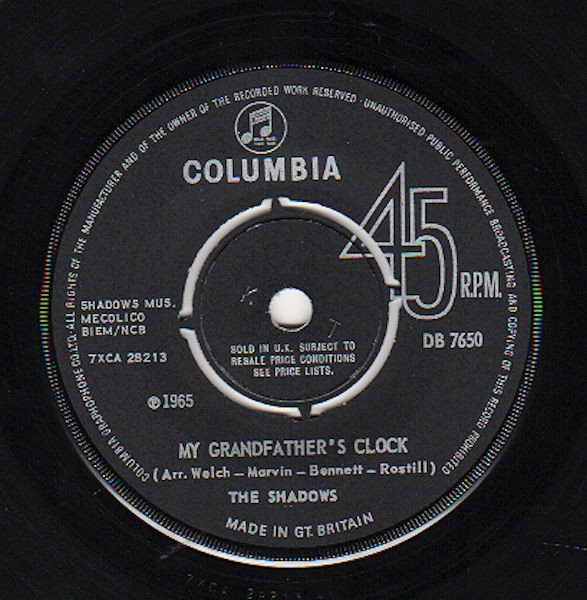 COLUMBIA GRAPHOPHONE CO.LTD.·ALL RIGHTS OF THE MANUFACTURER AND OF THE OWNER OF THE RECORDED WORK RESERVED · UNAUTHORISED PUBLIC PERFORMANCE BROADCASTING AND COPYING OF THIS RECORD PROHIBITED
COLUMBIA
45 R.P.M.
DB 7650
SHADOWS MUS.
MECOLICO
BIEM/NCB
7XCA 28213
K T
SOLD IN U.K. SUBJECT TO
RESALE PRICE CONDITIONS
SEE PRICE LISTS.
℗1965
MY GRANDFATHER'S CLOCK
(Arr. Welch – Marvin – Bennett – Rostill)
THE SHADOWS
MADE IN GT. BRITAIN